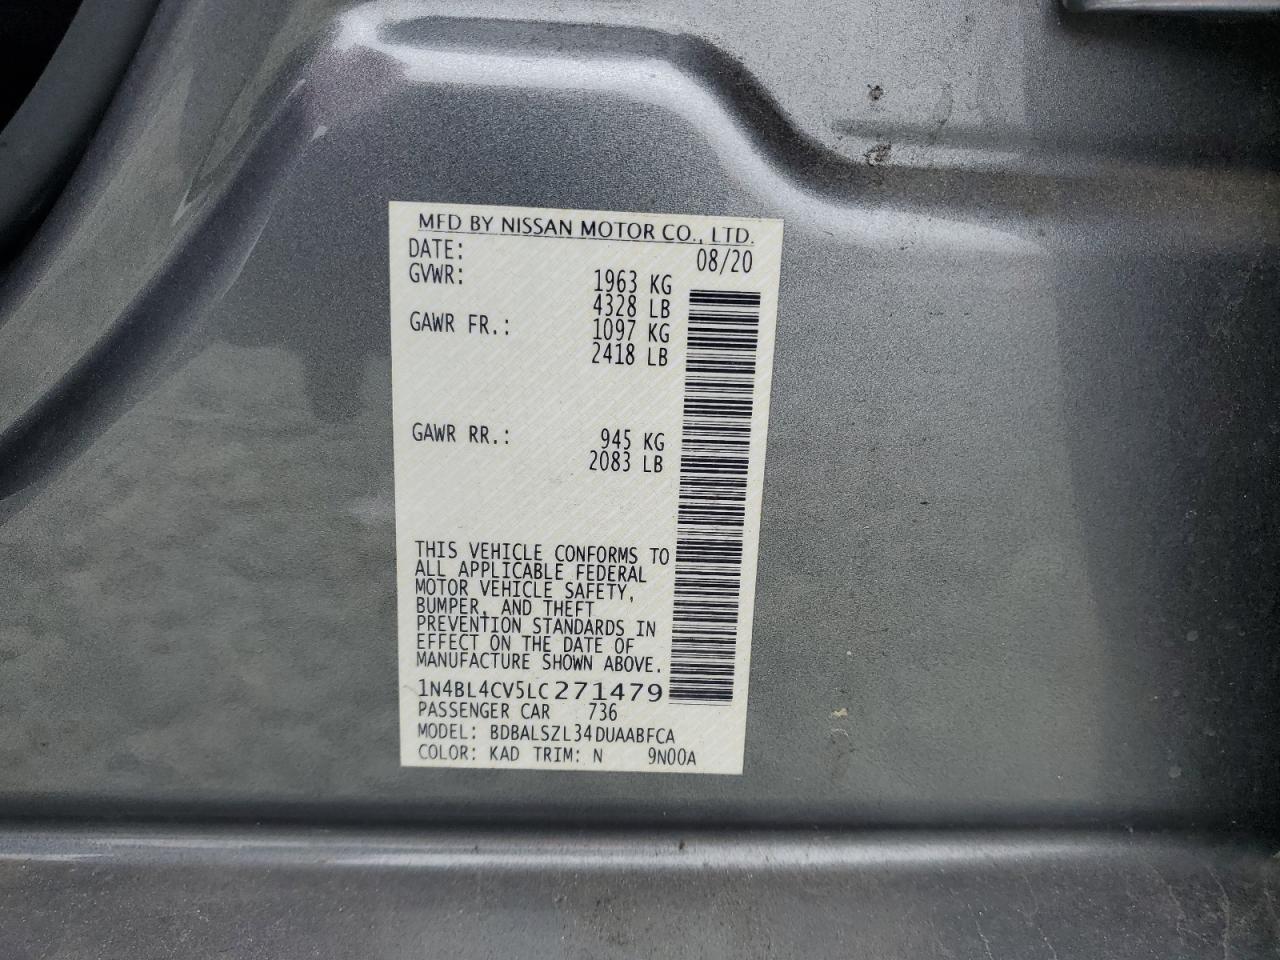 MFD BY NISSAN MOTOR CO., LTD.
DATE: 08/20
GVWR: 1963 KG
4328 LB
GAWR FR.: 1097 KG
2418 LB
GAWR RR.: 945 KG
2083 LB
THIS VEHICLE CONFORMS TO
ALL APPLICABLE FEDERAL
MOTOR VEHICLE SAFETY,
BUMPER, AND THEFT
PREVENTION STANDARDS IN
EFFECT ON THE DATE OF
MANUFACTURE SHOWN ABOVE.
1N4BL4CV5LC271479
PASSENGER CAR 736
MODEL: BDBALSZL34DUAABFCA
COLOR: KAD TRIM: N 9N00A